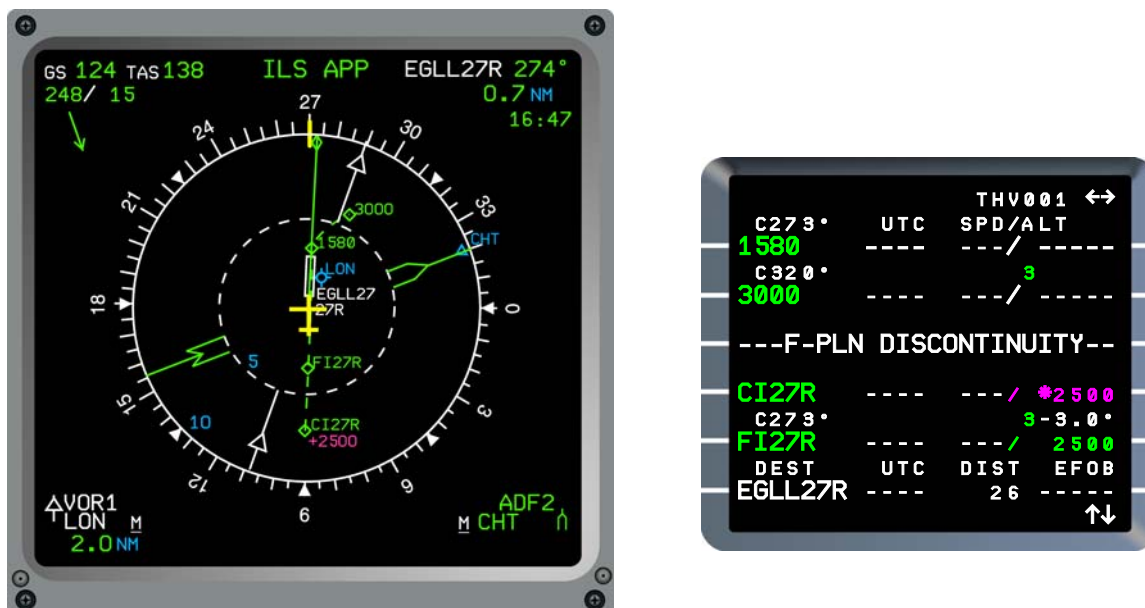 GS 124 TAS 138 ILS APP EGLL27R 274°
248/ 15 0.7 NM
16:47
27
24
30
21
33
3000
1580
CHT
LON
EGLL27
27R
18
0
FI27R
5
15
3
CI27R
10
+2500
12
9
6
VOR1
LON M
2.0 NM
ADF2
M CHT
THV001 ↔
C273° UTC SPD/ALT
1580 ---- ---/ -----
C320° 3
3000 ---- ---/ -----
---F-PLN DISCONTINUITY--
CI27R ---- ---/ *2500
C273° 3-3.0°
FI27R ---- ---/ 2500
DEST UTC DIST EFOB
EGLL27R ---- 26 -----
↑↓